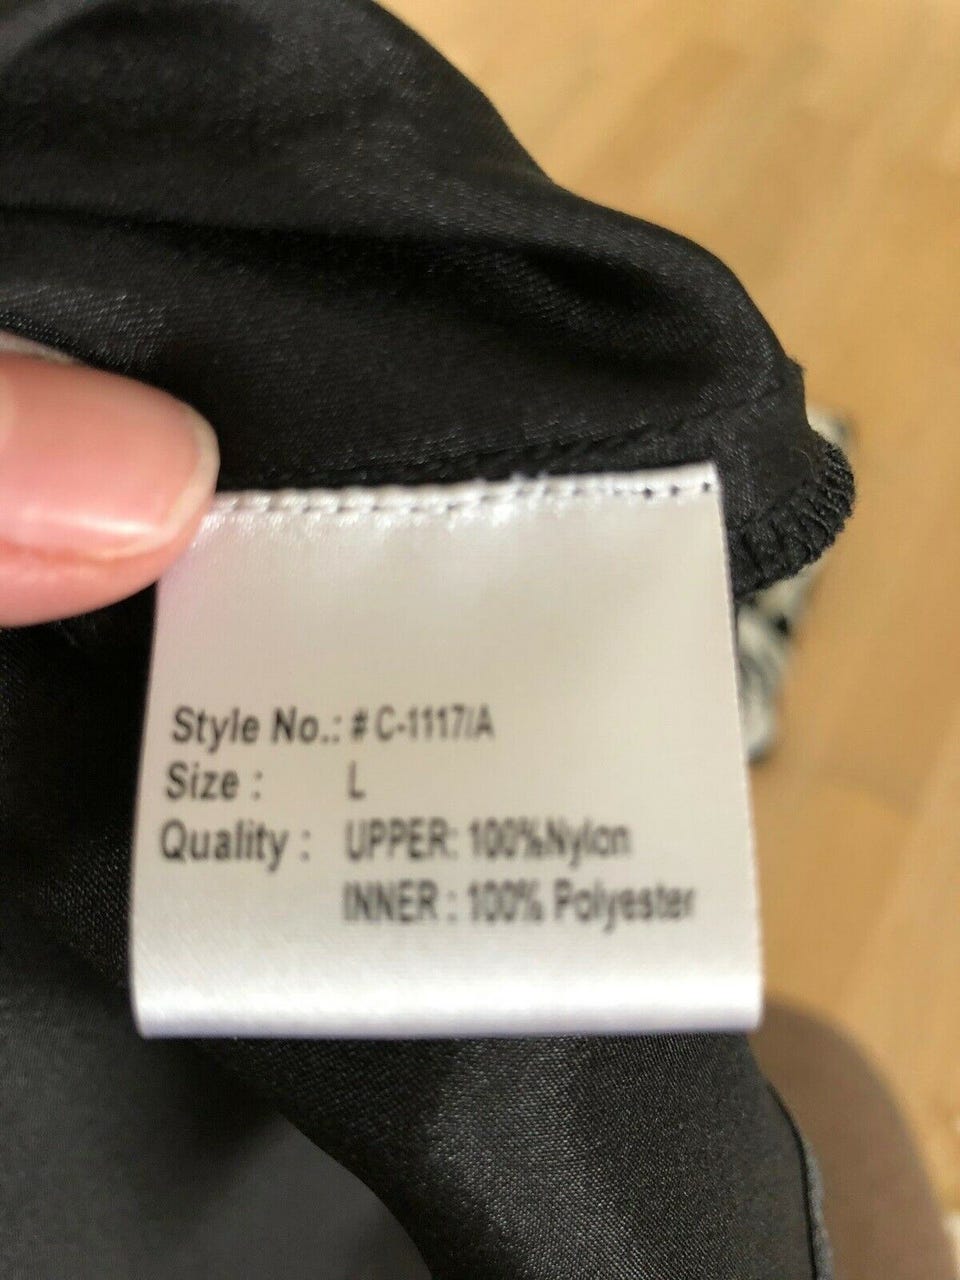 Style No.: # C-1117/A
Size : L
Quality : UPPER: 100%Nylon
INNER : 100% Polyester